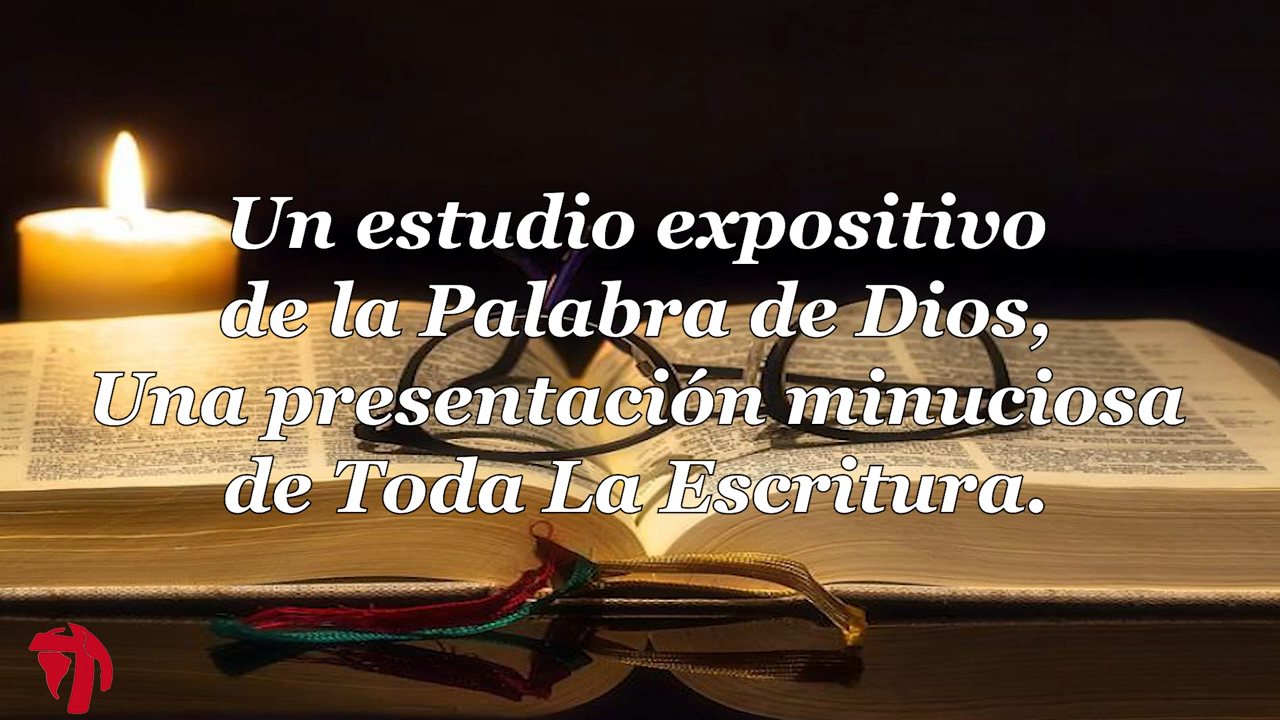 Un estudio expositivo
de la Palabra de Dios,
Una presentación minuciosa
de Toda La Escritura.